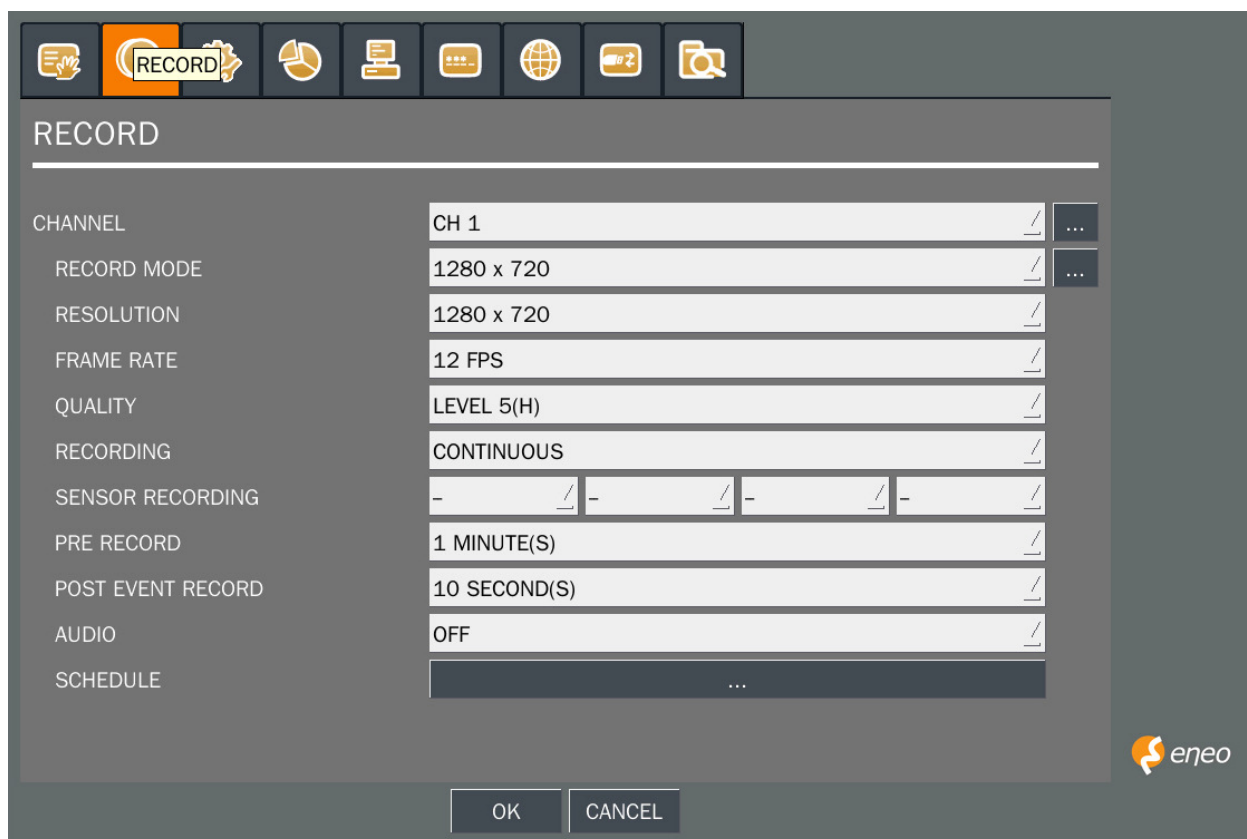 RECORD
RECORD
CHANNEL CH 1 ...
RECORD MODE 1280 x 720 ...
RESOLUTION 1280 x 720
FRAME RATE 12 FPS
QUALITY LEVEL 5(H)
RECORDING CONTINUOUS
SENSOR RECORDING – – – –
PRE RECORD 1 MINUTE(S)
POST EVENT RECORD 10 SECOND(S)
AUDIO OFF
SCHEDULE ...
eneo
OK CANCEL